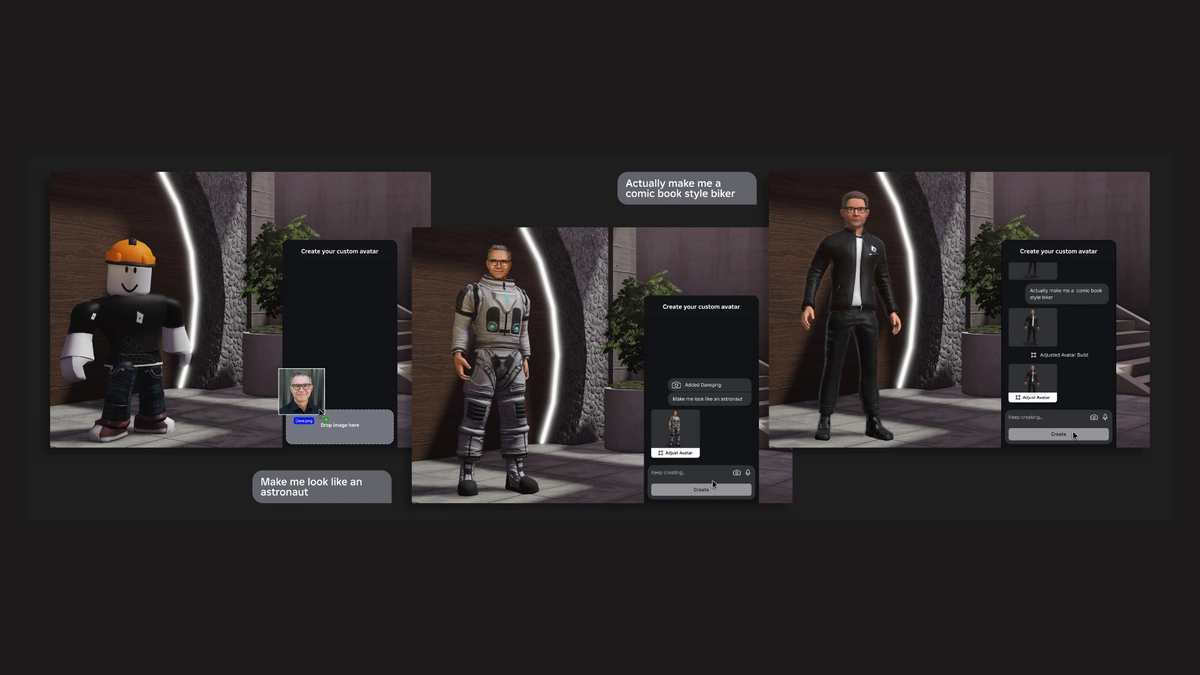 Create your custom avatar
Dave.png
Drop image here
Make me look like an
astronaut
Create your custom avatar
Added Dave.png
Make me look like an astronaut
Adjust Avatar
Keep creating...
Create
Actually make me a
comic book style biker
Create your custom avatar
Actually make me a comic book
style biker
Adjusted Avatar Build
Adjust Avatar
Keep creating...
Create